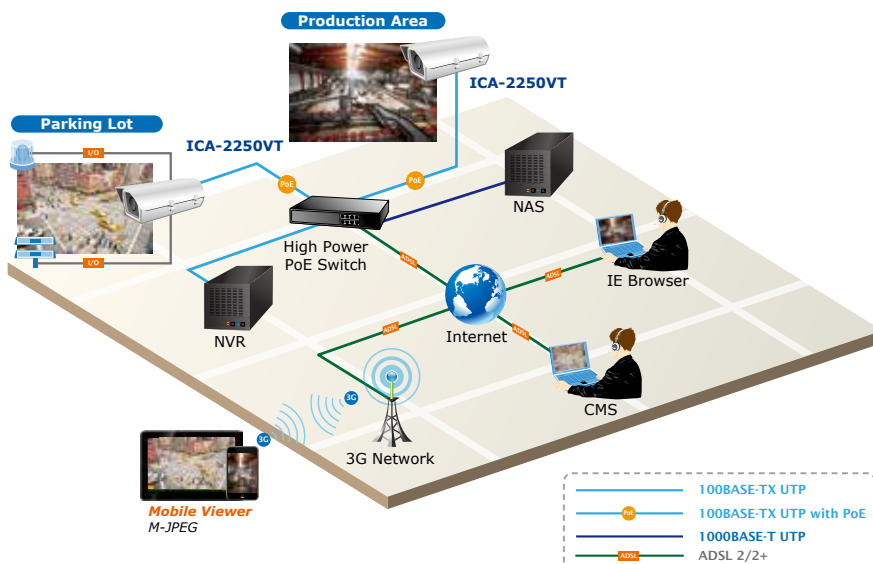 Production Area
ICA-2250VT
Parking Lot
ICA-2250VT
I/O
PoE
PoE
NAS
High Power
PoE Switch
I/O
ADSL
ADSL
IE Browser
NVR
Internet
ADSL
ADSL
CMS
3G
3G
3G Network
Mobile Viewer
M-JPEG
100BASE-TX UTP
PoE
100BASE-TX UTP with PoE
1000BASE-T UTP
ADSL
ADSL 2/2+